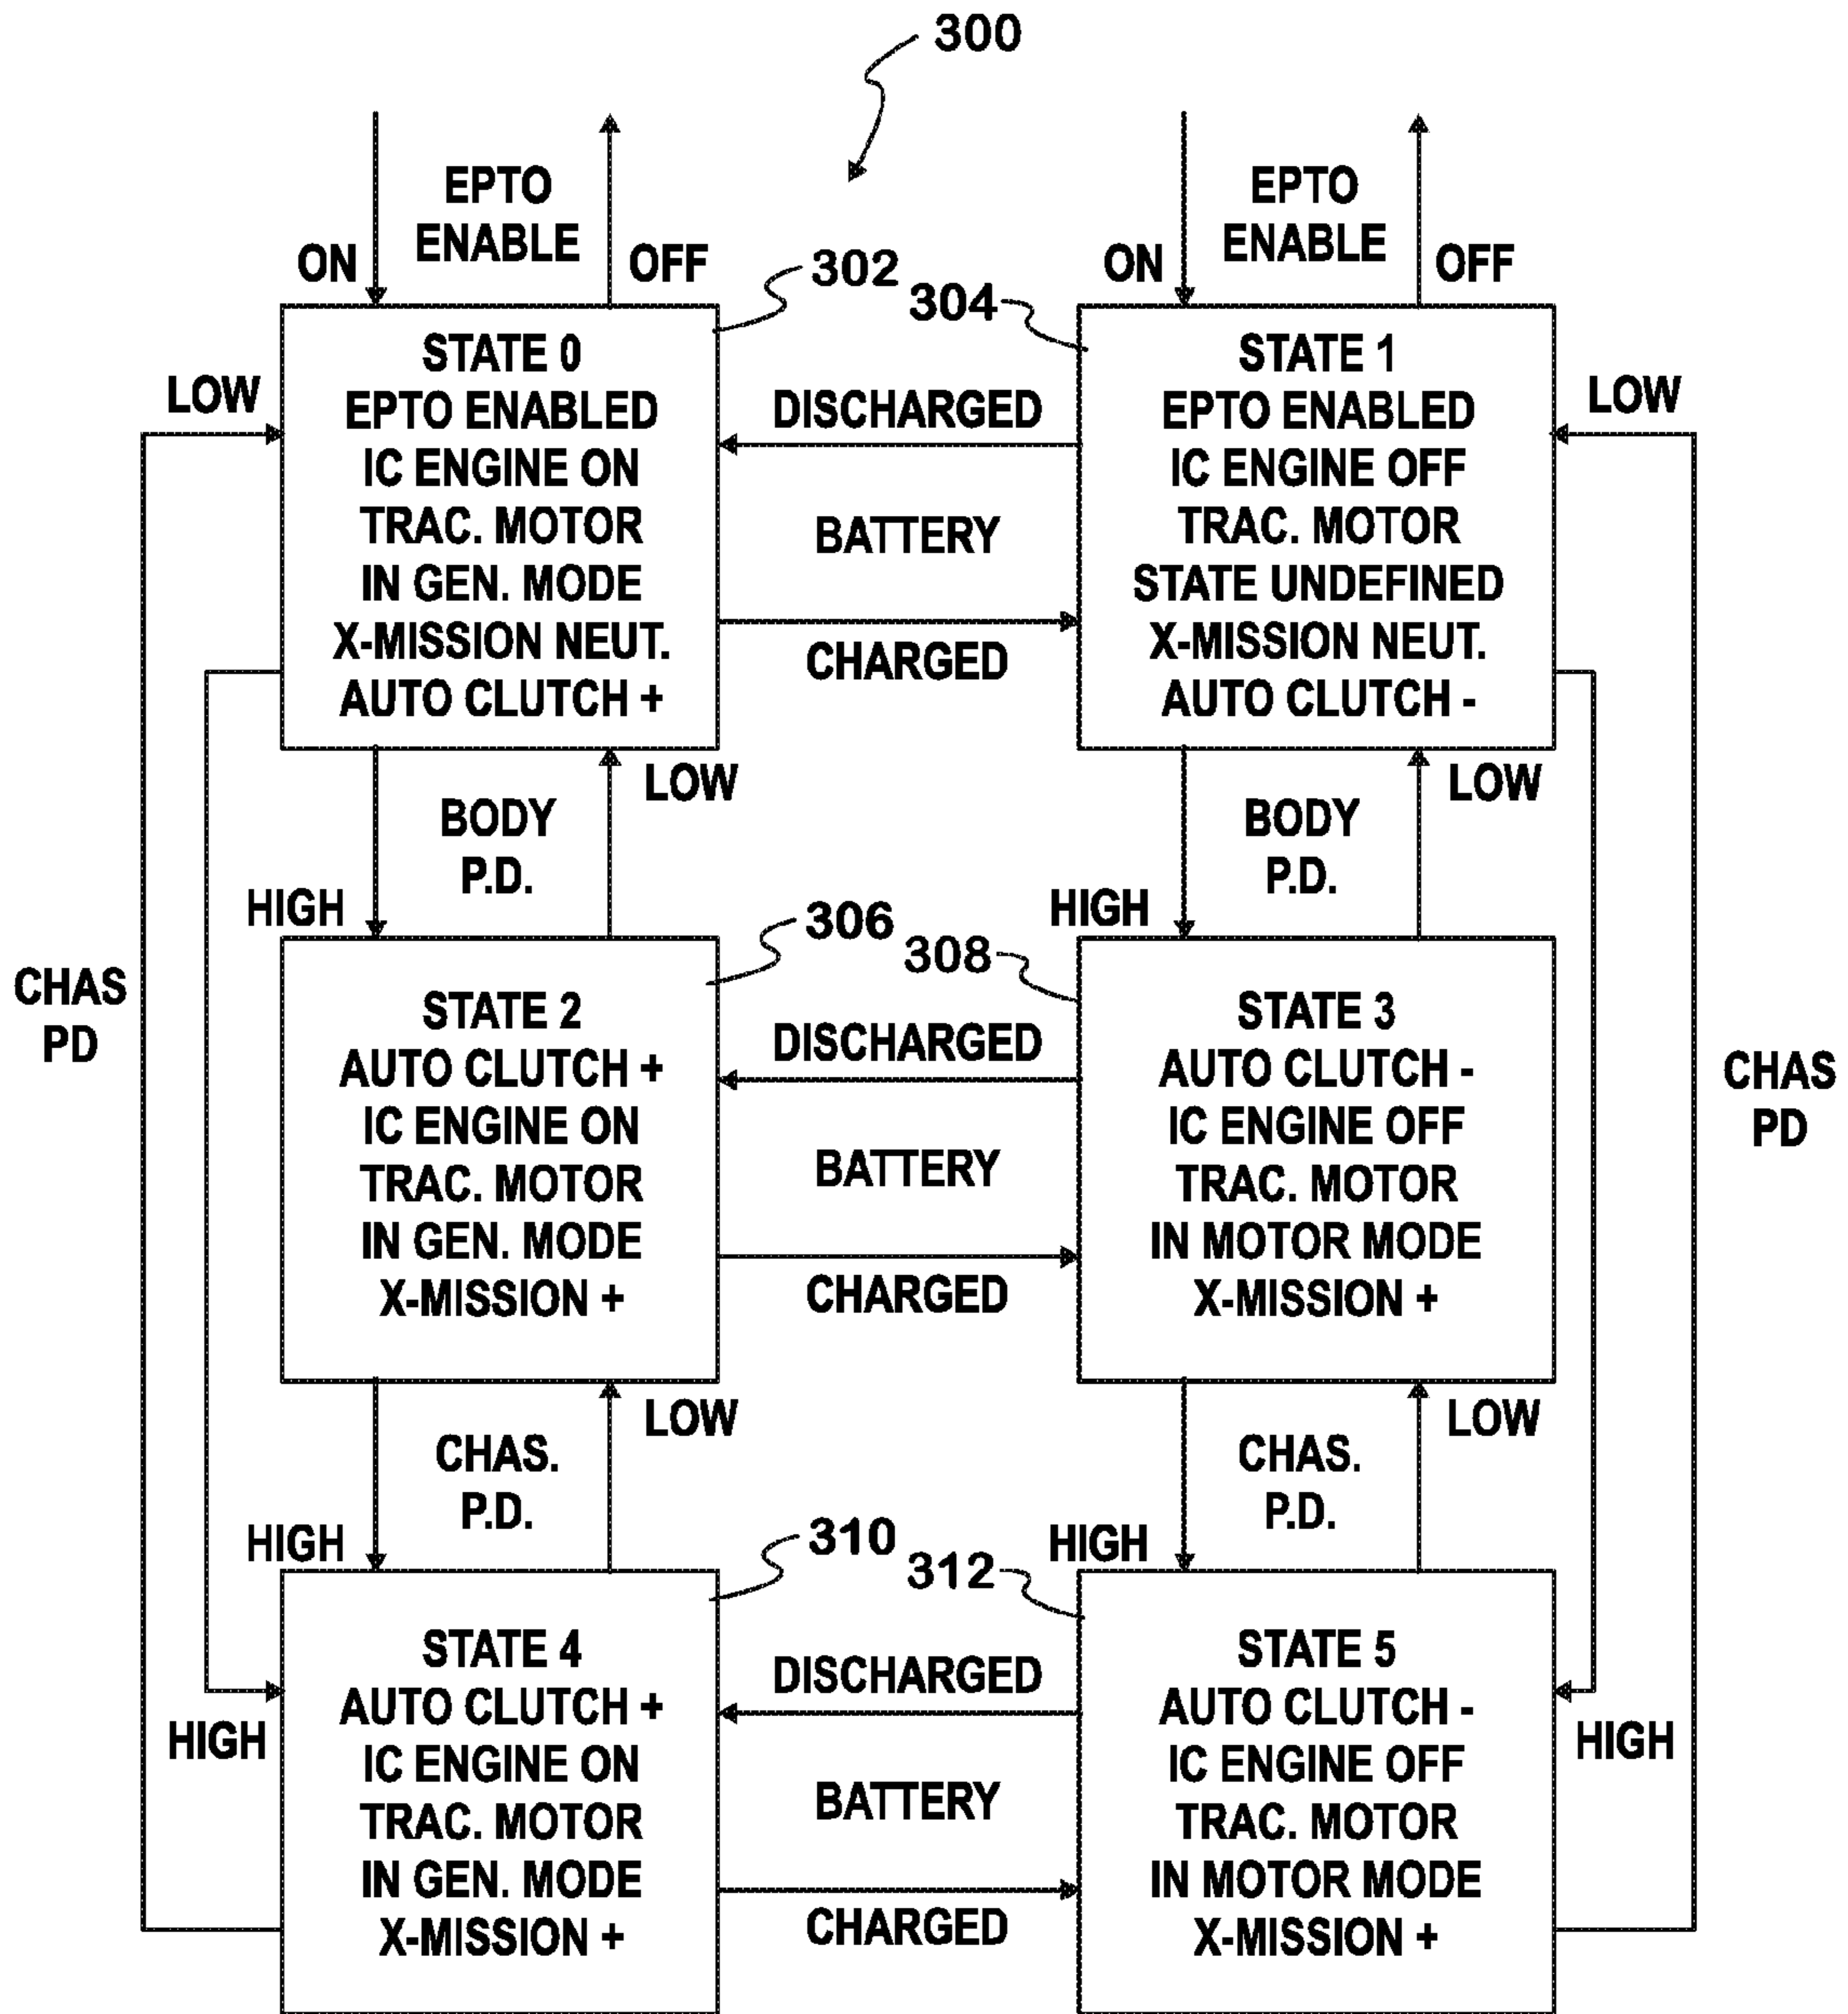 300
EPTO
ENABLE
ON
OFF
EPTO
ENABLE
ON
OFF
302
304
STATE 0
EPTO ENABLED
IC ENGINE ON
TRAC. MOTOR
IN GEN. MODE
X-MISSION NEUT.
AUTO CLUTCH +
STATE 1
EPTO ENABLED
IC ENGINE OFF
TRAC. MOTOR
STATE UNDEFINED
X-MISSION NEUT.
AUTO CLUTCH -
LOW
DISCHARGED
BATTERY
CHARGED
LOW
LOW
BODY
P.D.
HIGH
LOW
BODY
P.D.
HIGH
306
308
CHAS
PD
STATE 2
AUTO CLUTCH +
IC ENGINE ON
TRAC. MOTOR
IN GEN. MODE
X-MISSION +
DISCHARGED
BATTERY
CHARGED
STATE 3
AUTO CLUTCH -
IC ENGINE OFF
TRAC. MOTOR
IN MOTOR MODE
X-MISSION +
CHAS
PD
LOW
CHAS.
P.D.
HIGH
LOW
CHAS.
P.D.
HIGH
310
312
STATE 4
AUTO CLUTCH +
IC ENGINE ON
TRAC. MOTOR
IN GEN. MODE
X-MISSION +
HIGH
DISCHARGED
BATTERY
CHARGED
STATE 5
AUTO CLUTCH -
IC ENGINE OFF
TRAC. MOTOR
IN MOTOR MODE
X-MISSION +
HIGH